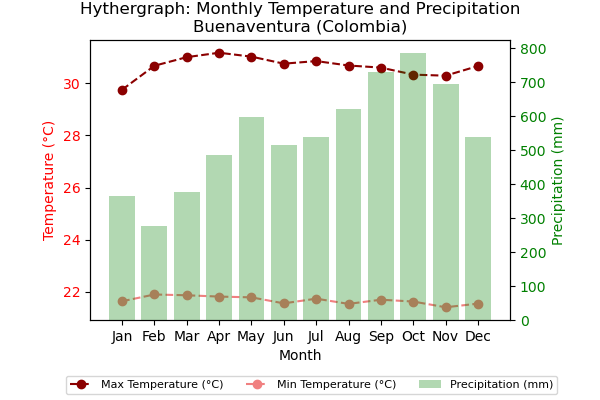 Hythergraph: Monthly Temperature and Precipitation
Buenaventura (Colombia)
Temperature (°C)
30
28
26
24
22
800
700
600
500
400
300
200
100
0
Precipitation (mm)
Jan Feb Mar Apr May Jun Jul Aug Sep Oct Nov Dec
Month
Max Temperature (°C) Min Temperature (°C) Precipitation (mm)